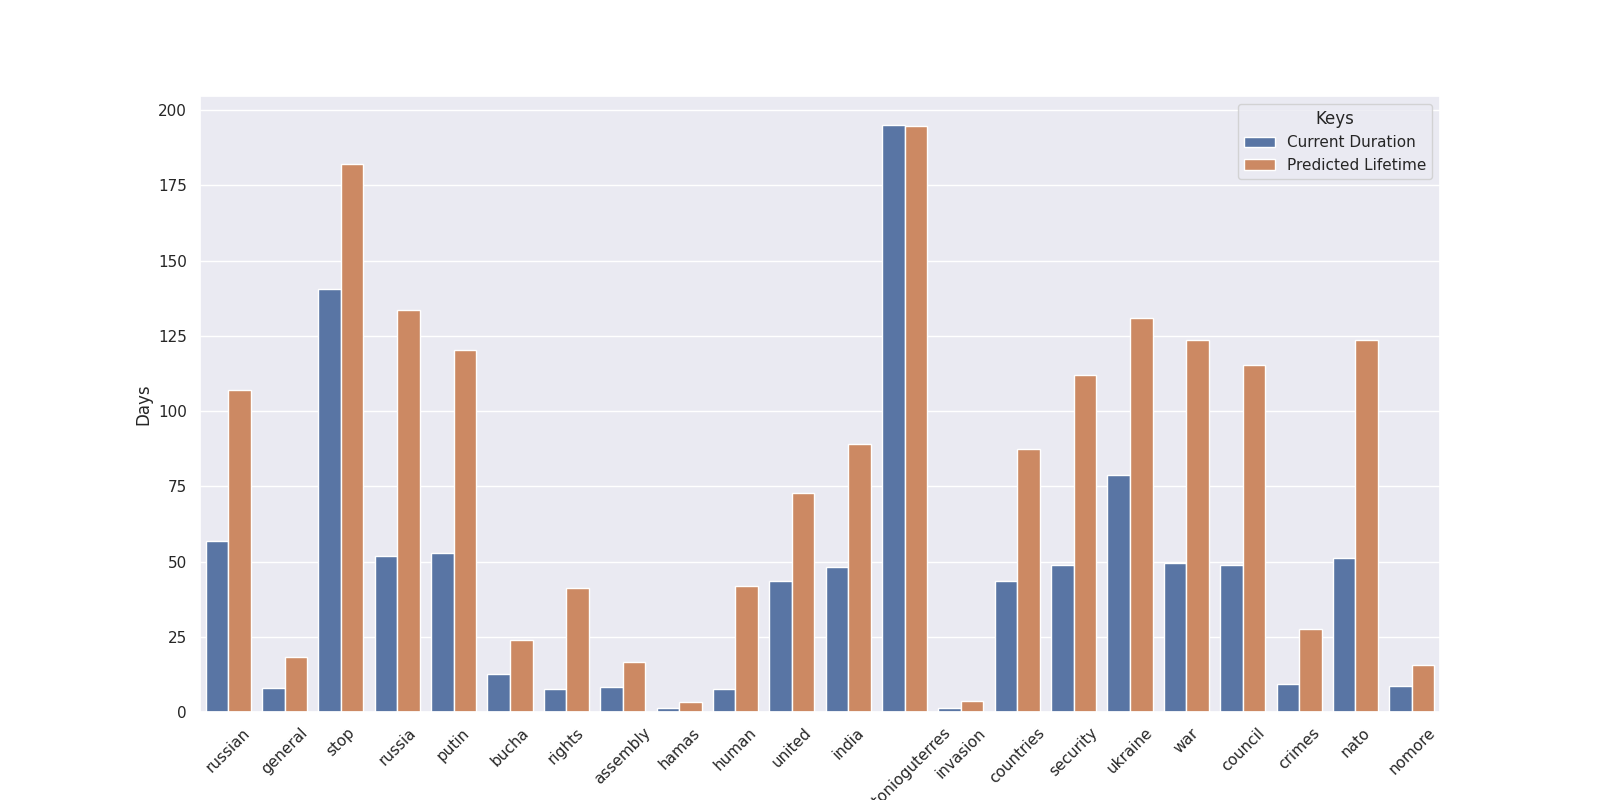 Keys
Current Duration
Predicted Lifetime
Days
200
175
150
125
100
75
50
25
0
russian
general
stop
russia
putin
bucha
rights
assembly
hamas
human
united
india
tonioguterres
invasion
countries
security
ukraine
war
council
crimes
nato
nomore